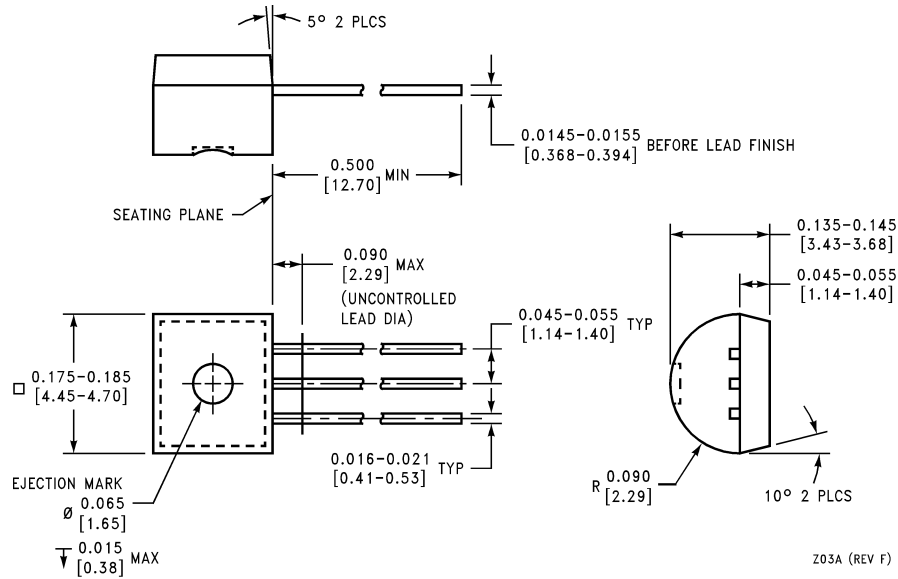 5° 2 PLCS
0.0145-0.0155
[0.368-0.394] BEFORE LEAD FINISH
0.500
[12.70] MIN
SEATING PLANE
0.090
[2.29] MAX
(UNCONTROLLED
LEAD DIA)
0.045-0.055
[1.14-1.40] TYP
0.175-0.185
[4.45-4.70]
0.016-0.021
[0.41-0.53] TYP
EJECTION MARK
Ø 0.065
[1.65]
0.015
[0.38] MAX
0.135-0.145
[3.43-3.68]
0.045-0.055
[1.14-1.40]
R 0.090
[2.29]
10° 2 PLCS
Z03A (REV F)